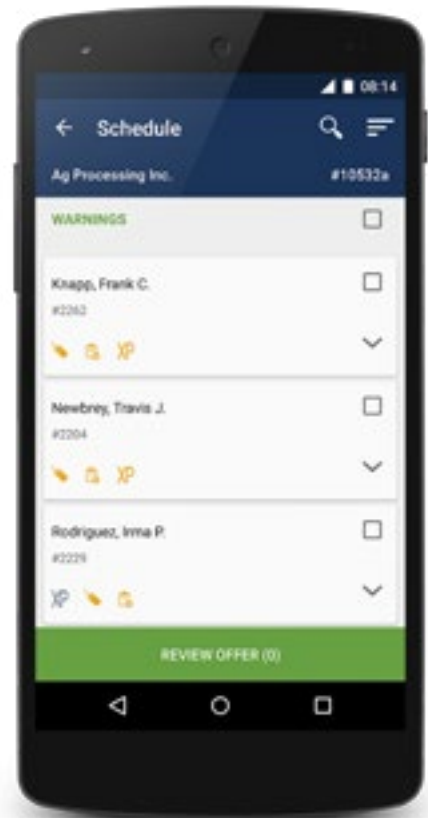 08:14
Schedule
Ag Processing Inc. #10532a
WARNINGS
Knapp, Frank C.
#2262
XP
Newbrey, Travis J.
#2204
XP
Rodriguez, Irma P.
#2229
XP
REVIEW OFFER (0)